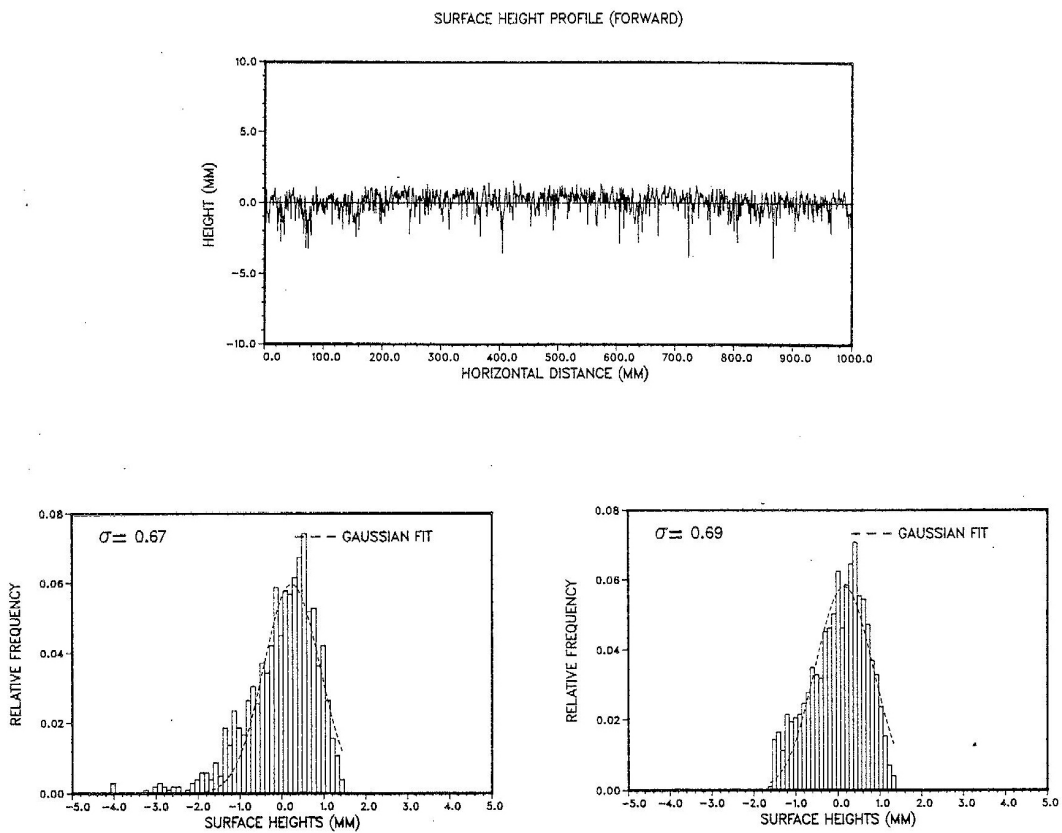 SURFACE HEIGHT PROFILE (FORWARD)
10.0
5.0
0.0
−5.0
−10.0
HEIGHT (MM)
0.0 100.0 200.0 300.0 400.0 500.0 600.0 700.0 800.0 900.0 1000.0
HORIZONTAL DISTANCE (MM)
0.08
0.06
0.04
0.02
0.00
RELATIVE FREQUENCY
σ= 0.67
GAUSSIAN FIT
−5.0 −4.0 −3.0 −2.0 −1.0 0.0 1.0 2.0 3.0 4.0 5.0
SURFACE HEIGHTS (MM)
0.08
0.06
0.04
0.02
0.00
RELATIVE FREQUENCY
σ= 0.69
GAUSSIAN FIT
−5.0 −4.0 −3.0 −2.0 −1.0 0.0 1.0 2.0 3.0 4.0 5.0
SURFACE HEIGHTS (MM)